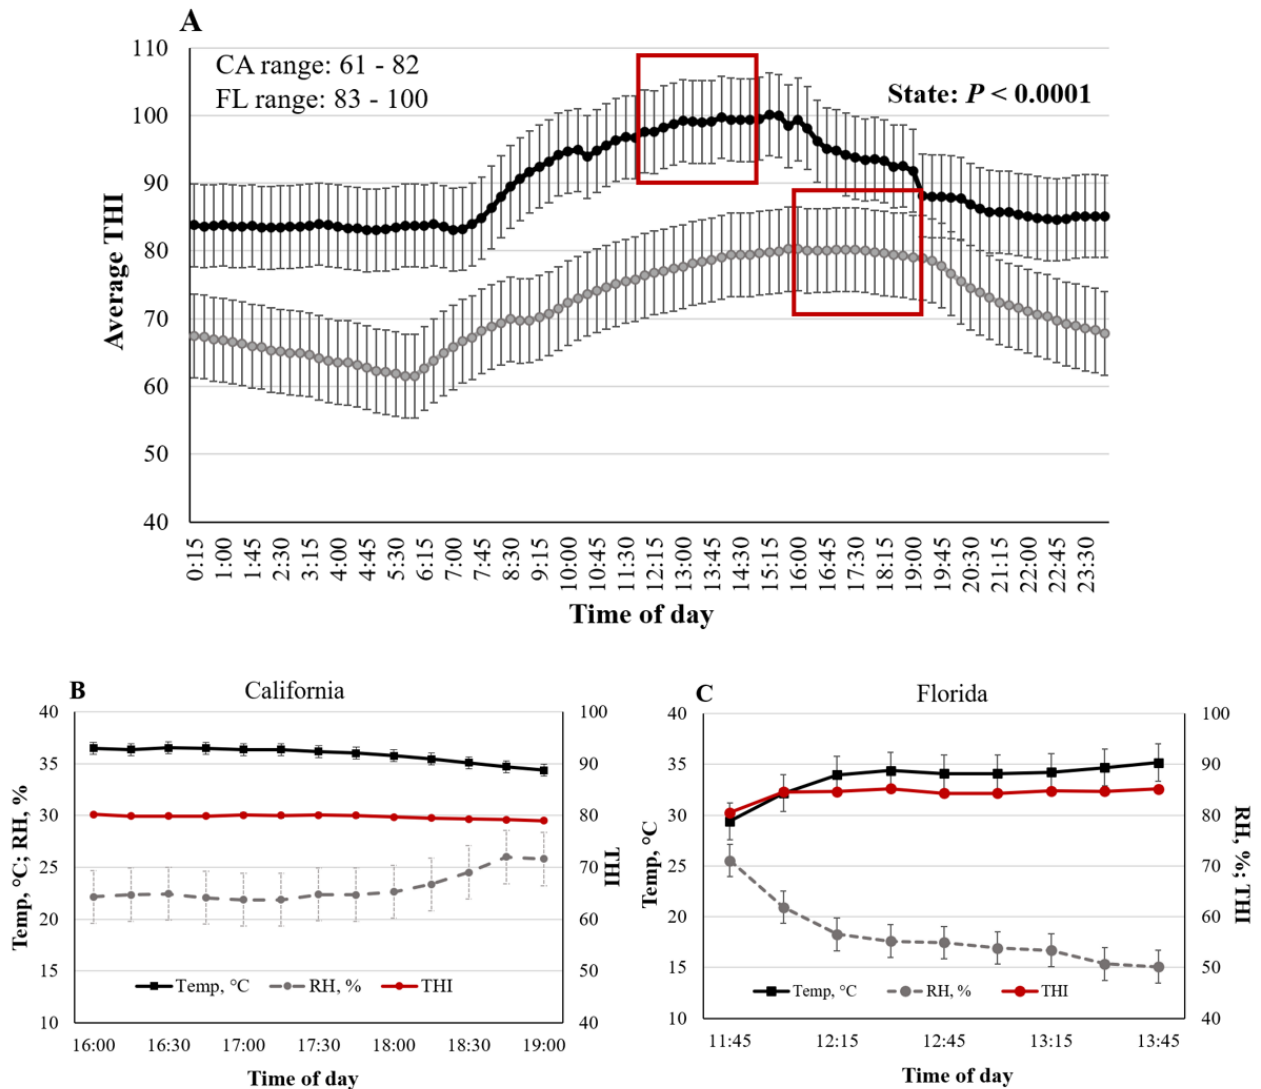 A
CA range: 61 - 82
FL range: 83 - 100
State: P < 0.0001
Average THI
110
100
90
80
70
60
50
40
0:15 1:00 1:45 2:30 3:15 4:00 4:45 5:30 6:15 7:00 7:45 8:30 9:15 10:00 10:45 11:30 12:15 13:00 13:45 14:30 15:15 16:00 16:45 17:30 18:15 19:00 19:45 20:30 21:15 22:00 22:45 23:30
Time of day
B
California
Temp, °C; RH, %
40
35
30
25
20
15
10
100
90
80
70
60
50
40
THI
Temp, °C RH, % THI
16:00 16:30 17:00 17:30 18:00 18:30 19:00
Time of day
C
Florida
Temp, °C
40
35
30
25
20
15
10
100
90
80
70
60
50
40
RH, %; THI
Temp, °C RH, % THI
11:45 12:15 12:45 13:15 13:45
Time of day